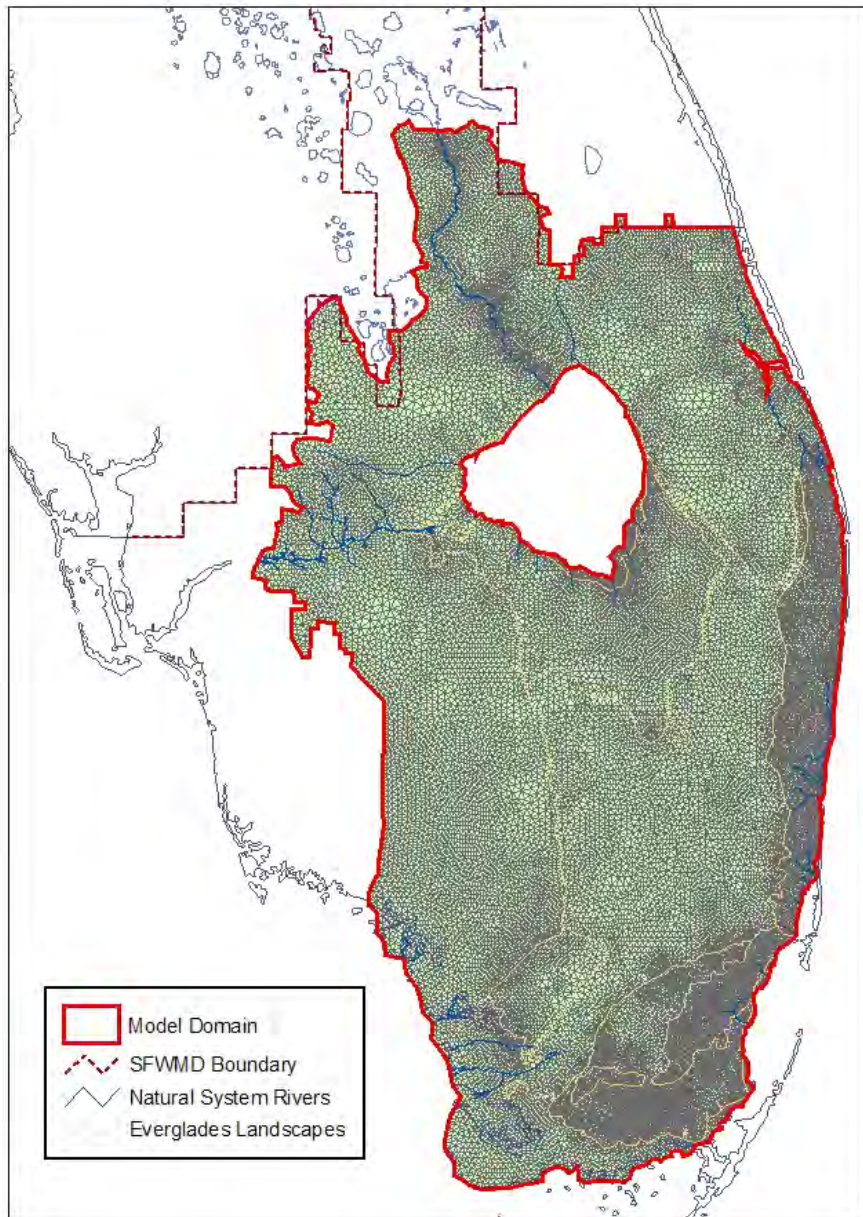 Model Domain
SFWMD Boundary
Natural System Rivers
Everglades Landscapes